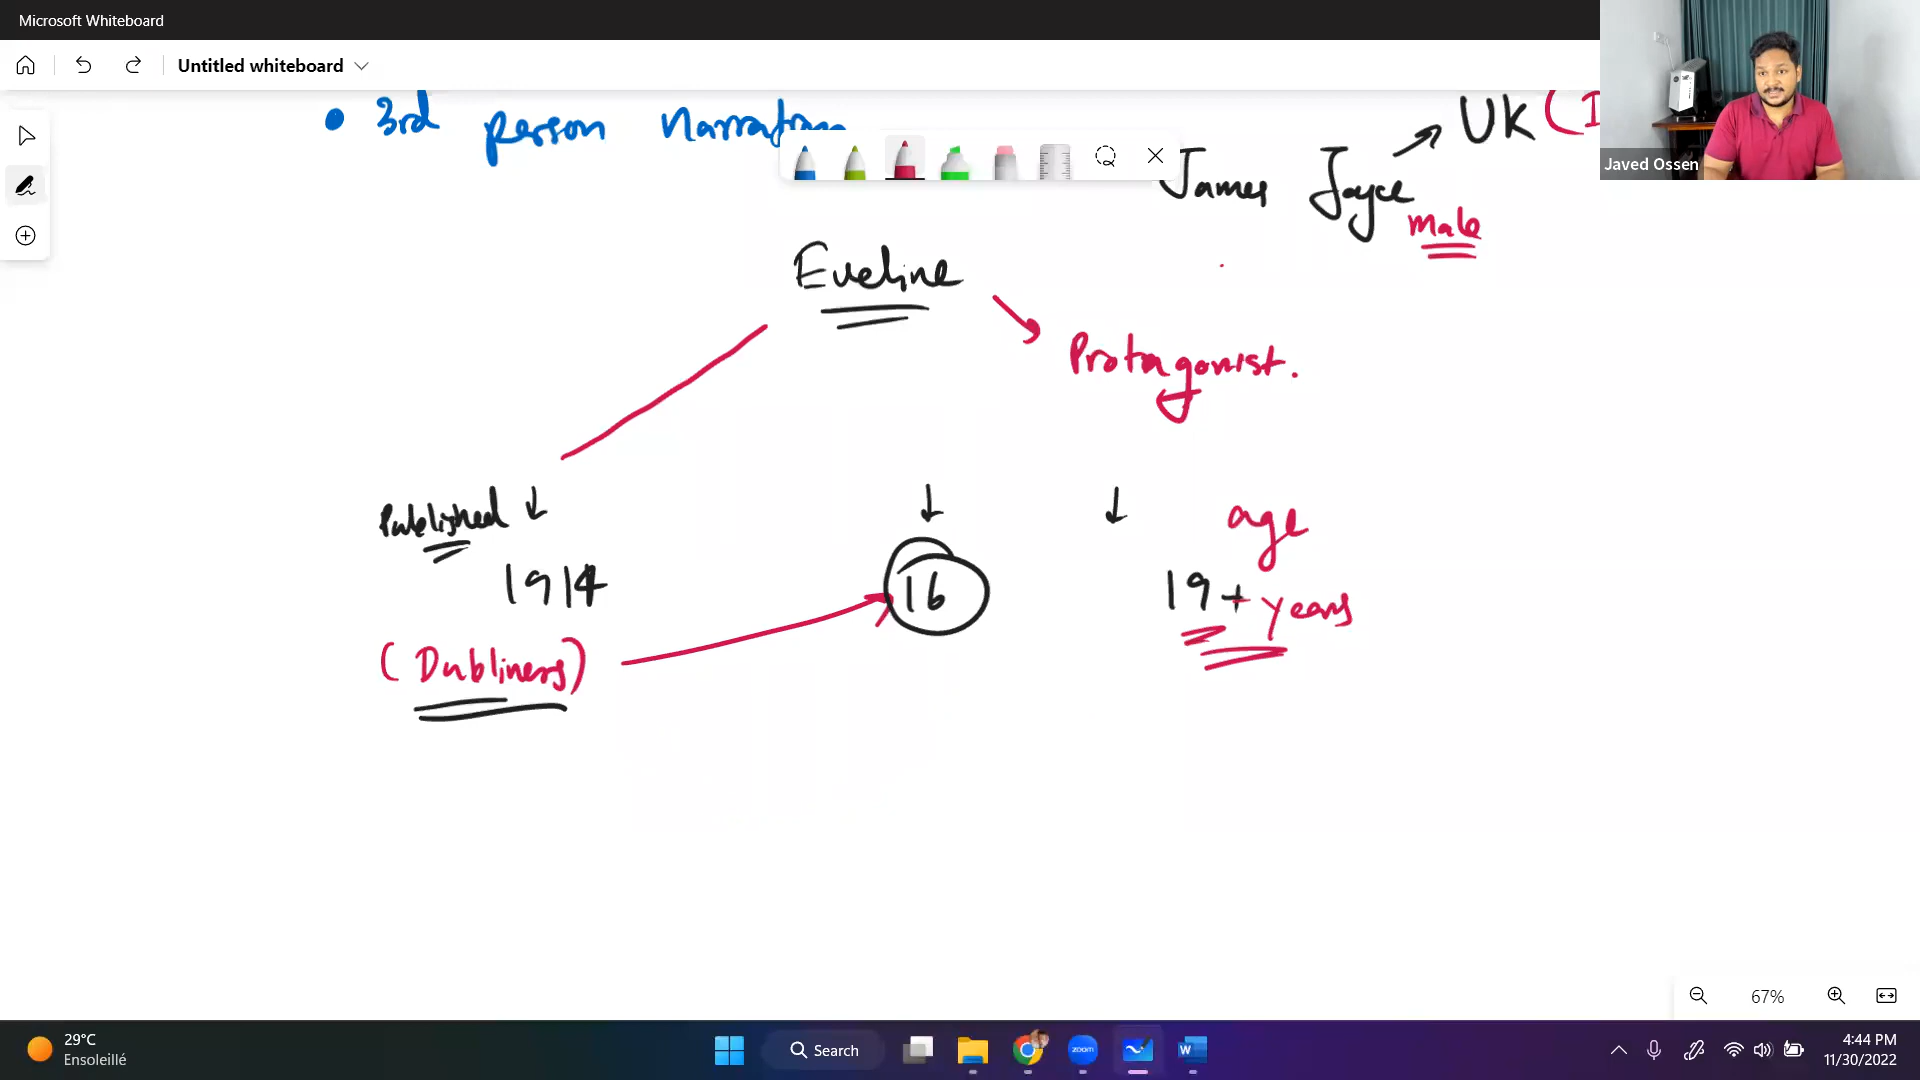 Microsoft Whiteboard
Untitled whiteboard
• 3rd person Narration
UK (I
James Joyce
Male
Javed Ossen
Eveline
Protagonist.
Published
age
1914
16
19+ years
(Dubliners)
67%
29°C
Ensoleillé
Search
zoom
W
4:44 PM
11/30/2022